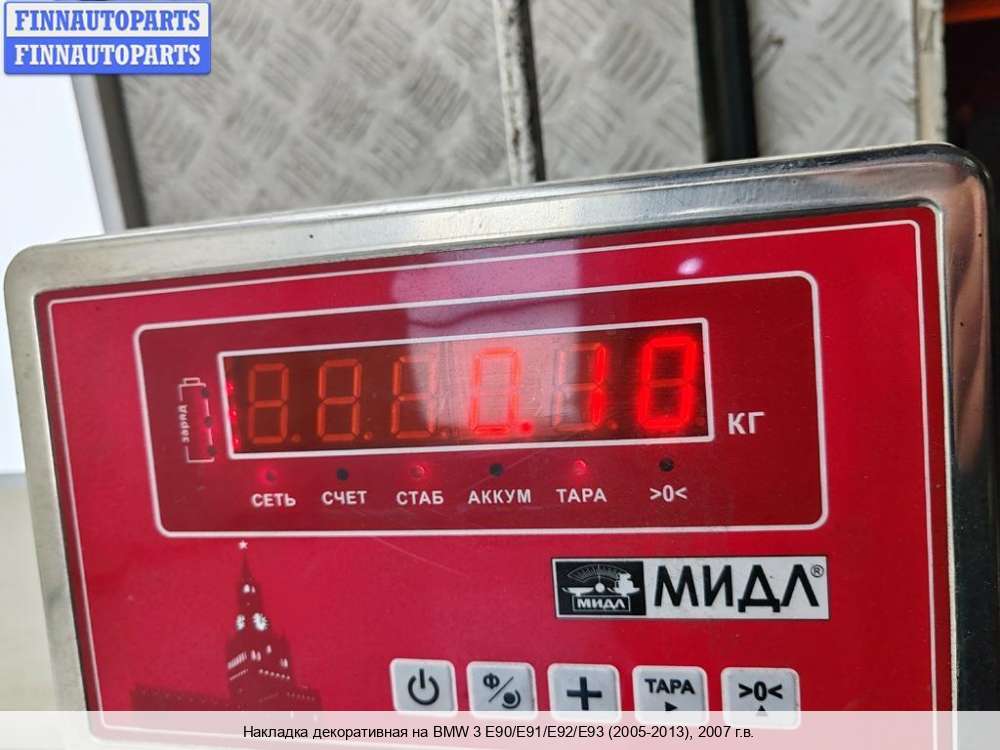 FINNAUTOPARTS
FINNAUTOPARTS
заряд
0.10
КГ
СЕТЬ СЧЕТ СТАБ АККУМ ТАРА >0<
МИДЛ МИДЛ®
Ф/ + ТАРА >0<
Накладка декоративная на BMW 3 E90/E91/E92/E93 (2005-2013), 2007 г.в.